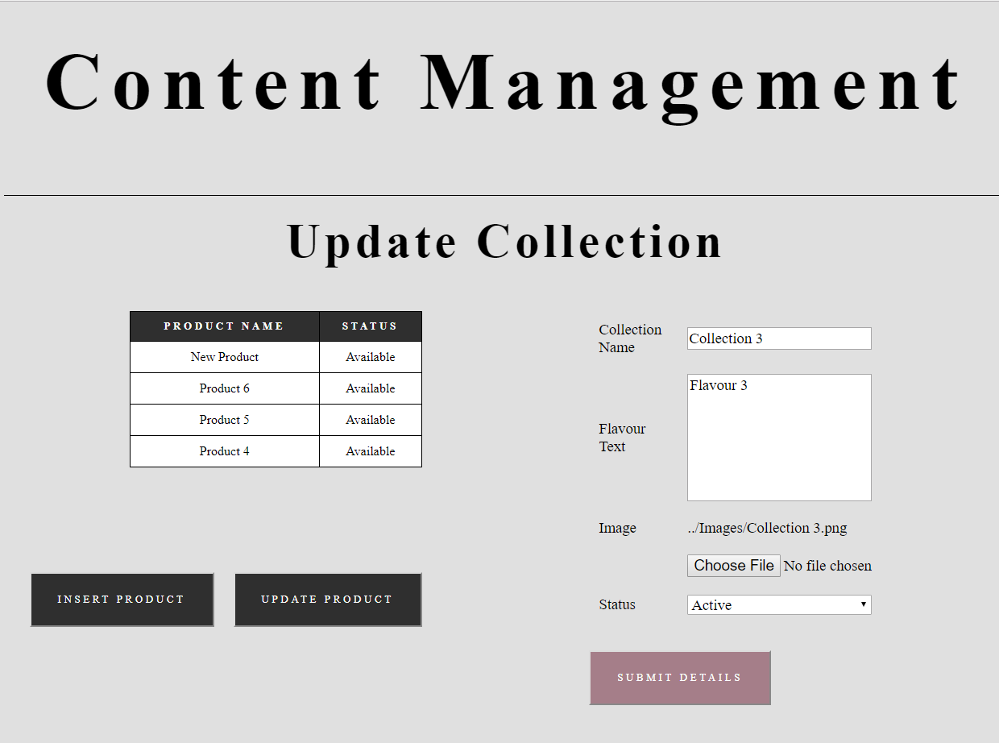 Content Management
Update Collection
PRODUCT NAME STATUS
New Product Available
Product 6 Available
Product 5 Available
Product 4 Available
INSERT PRODUCT UPDATE PRODUCT
Collection
Name
Collection 3
Flavour
Text
Flavour 3
Image ../Images/Collection 3.png
Choose File No file chosen
Status Active
SUBMIT DETAILS